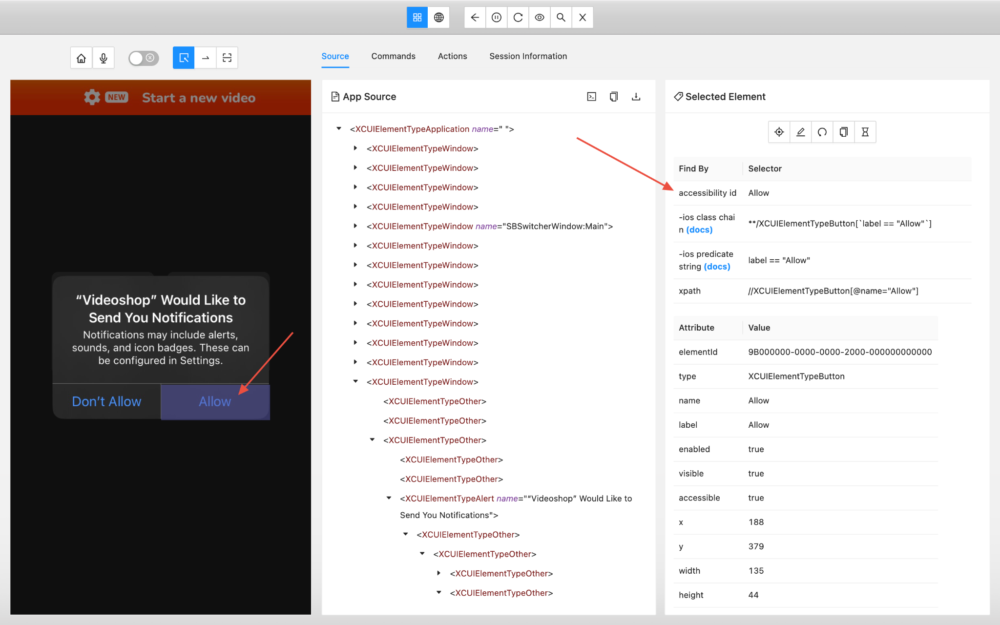 Source Commands Actions Session Information
NEW Start a new video
“Videoshop” Would Like to
Send You Notifications
Notifications may include alerts,
sounds, and icon badges. These can
be configured in Settings.
Don’t Allow Allow
App Source
<XCUIElementTypeApplication name=" ">
<XCUIElementTypeWindow>
<XCUIElementTypeWindow>
<XCUIElementTypeWindow>
<XCUIElementTypeWindow>
<XCUIElementTypeWindow name="SBSwitcherWindow:Main">
<XCUIElementTypeWindow>
<XCUIElementTypeWindow>
<XCUIElementTypeWindow>
<XCUIElementTypeWindow>
<XCUIElementTypeWindow>
<XCUIElementTypeWindow>
<XCUIElementTypeWindow>
<XCUIElementTypeWindow>
<XCUIElementTypeOther>
<XCUIElementTypeOther>
<XCUIElementTypeOther>
<XCUIElementTypeOther>
<XCUIElementTypeOther>
<XCUIElementTypeAlert name="“Videoshop” Would Like to
Send You Notifications">
<XCUIElementTypeOther>
<XCUIElementTypeOther>
<XCUIElementTypeOther>
<XCUIElementTypeOther>
Selected Element
Find By Selector
accessibility id Allow
-ios class chai
n (docs) **/XCUIElementTypeButton[`label == "Allow"`]
-ios predicate
string (docs) label == "Allow"
xpath //XCUIElementTypeButton[@name="Allow"]
Attribute Value
elementId 9B000000-0000-0000-2000-000000000000
type XCUIElementTypeButton
name Allow
label Allow
enabled true
visible true
accessible true
x 188
y 379
width 135
height 44